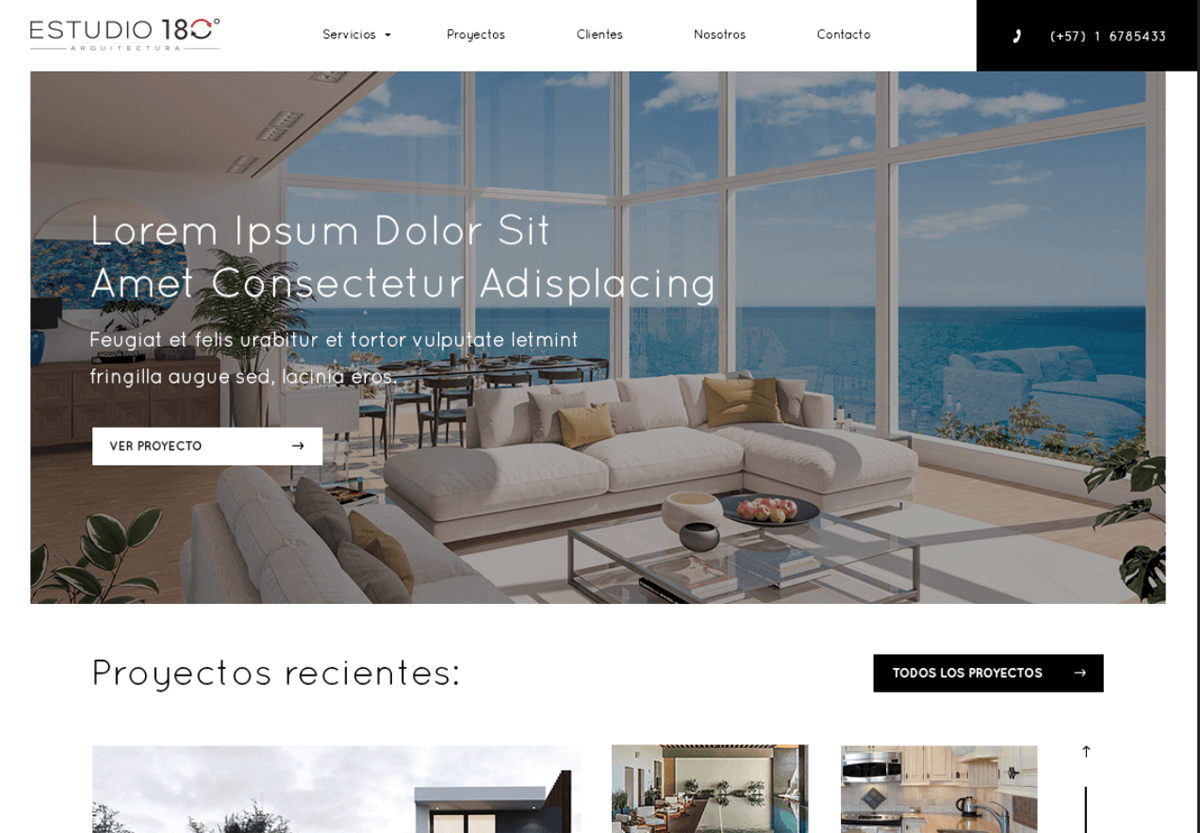 ESTUDIO 180°
ARQUITECTURA
Servicios
Proyectos
Clientes
Nosotros
Contacto
(+57) 1 6785433
Lorem Ipsum Dolor Sit
Amet Consectetur Adisplacing
Feugiat et felis urabitur et tortor vulputate letmint
fringilla augue sed, lacinia eros.
VER PROYECTO →
Proyectos recientes:
TODOS LOS PROYECTOS →
↑